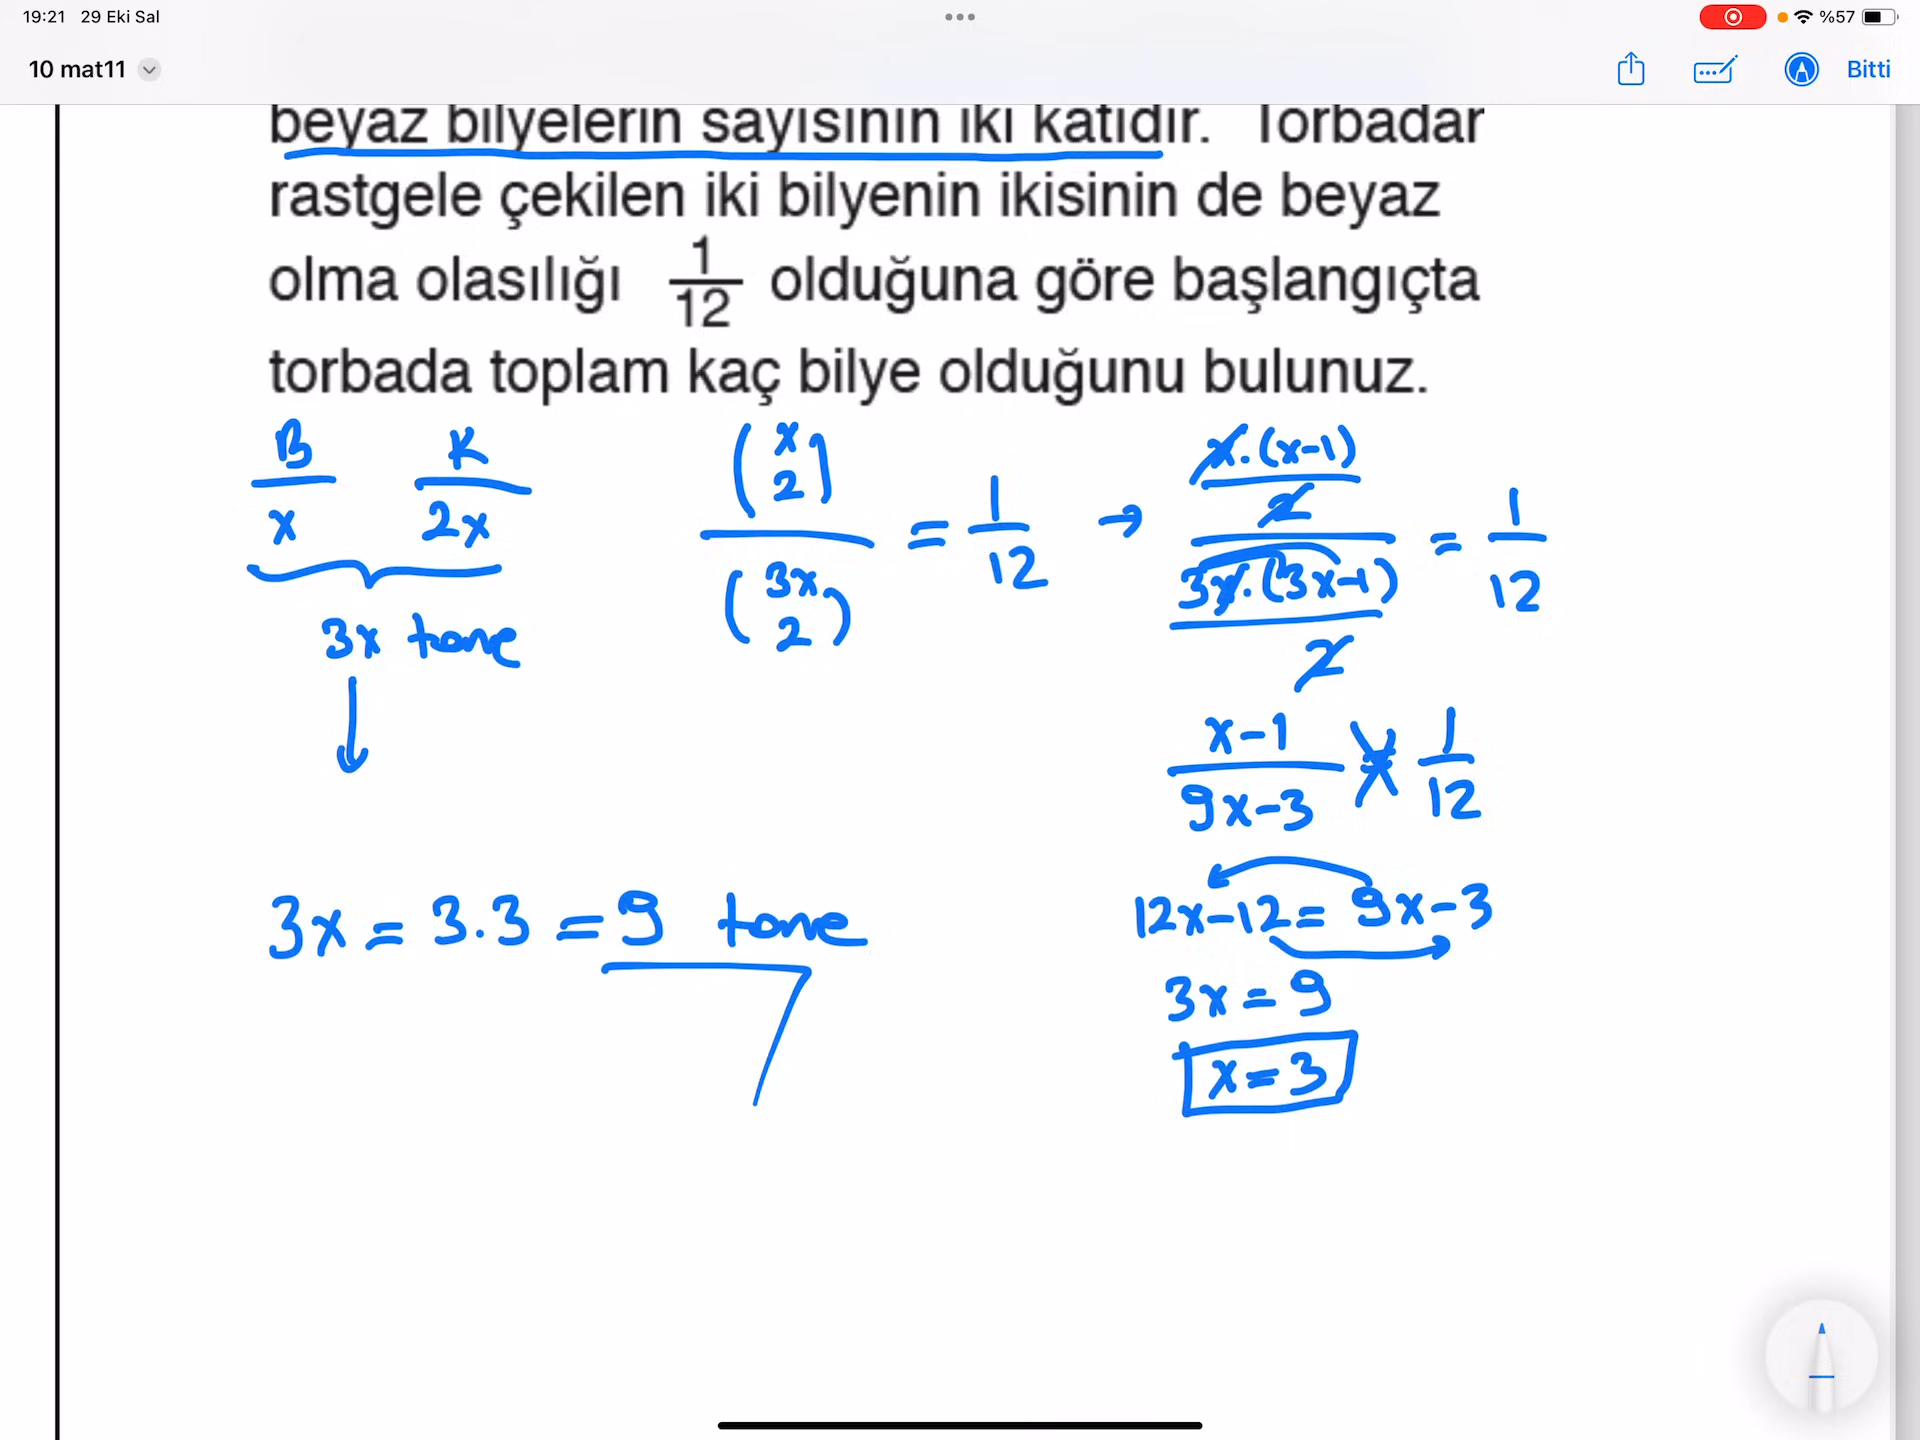 19:21 29 Eki Sal
%57
10 mat11
Bitti
beyaz bilyelerin sayısının iki katıdır. Torbadar
rastgele çekilen iki bilyenin ikisinin de beyaz
olma olasılığı 1/12 olduğuna göre başlangıçta
torbada toplam kaç bilye olduğunu bulunuz.
B/x K/2x
3x tane
(x 2)/(3x 2) = 1/12 → (x.(x-1)/2)/(3x.(3x-1)/2) = 1/12
x-1/9x-3 1/12
12x-12 = 9x-3
3x = 9
x = 3
3x = 3.3 = 9 tane